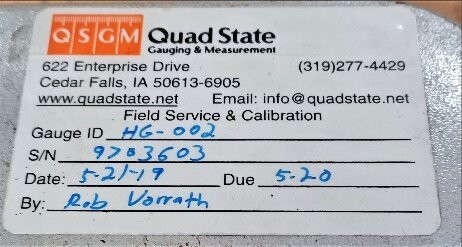 QSGM Quad State
Gauging & Measurement
622 Enterprise Drive (319)277-4429
Cedar Falls, IA 50613-6905
www.quadstate.net Email: info@quadstate.net
Field Service & Calibration
Gauge ID HG-002
S/N 9703603
Date: 5-21-19 Due 5-20
By: Rob Vorrath